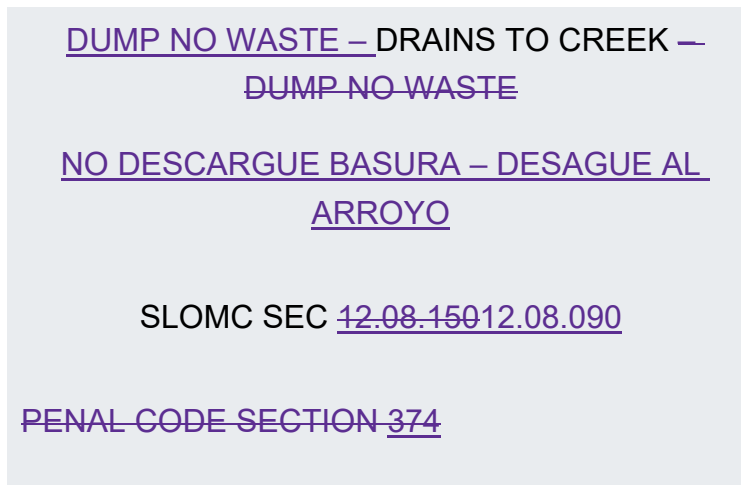 DUMP NO WASTE – DRAINS TO CREEK –
DUMP NO WASTE
NO DESCARGUE BASURA – DESAGUE AL
ARROYO
SLOMC SEC 12.08.15012.08.090
PENAL CODE SECTION 374